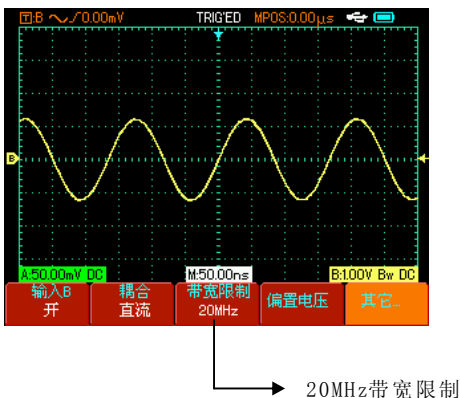 T:B 0.00mV TRIG'ED MPOS:0.00μs
B
A:50.00mV DC M:50.00ns B:1.00V Bw DC
输入B 耦合 带宽限制 偏置电压 其它...
开 直流 20MHz
20MHz带宽限制